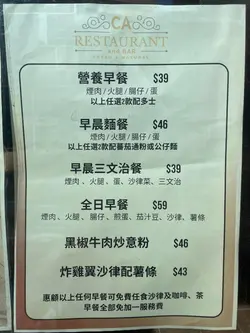 CA
RESTAURANT
AND BAR
營養早餐 $39
煙肉/火腿/腸仔/蛋
以上任選2款配多士
早晨麵餐 $46
煙肉/火腿/腸仔/蛋
以上任選2款配蕃茄通粉或公仔麵
早晨三文治餐 $39
煙肉、火腿、蛋、沙律菜、三文治
全日早餐 $59
煙肉、火腿、腸仔、煎蛋、茄汁豆、沙律、薯條
黑椒牛肉炒意粉 $46
炸雞翼沙律配薯條 $43
惠顧以上任何早餐可免費任食沙律及咖啡、茶
早餐全部免加一服務費